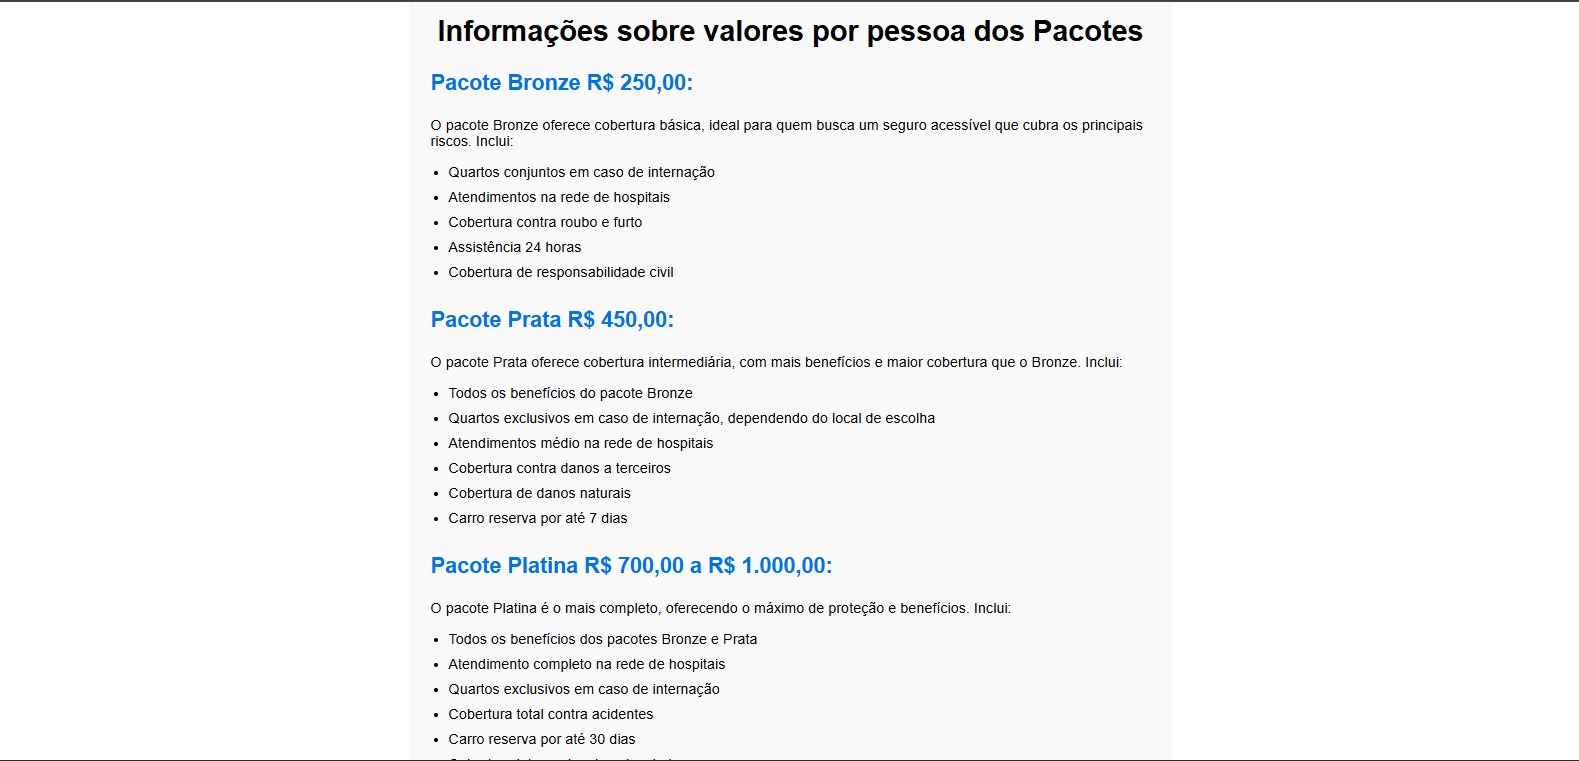 Informações sobre valores por pessoa dos Pacotes
Pacote Bronze R$ 250,00:
O pacote Bronze oferece cobertura básica, ideal para quem busca um seguro acessível que cubra os principais
riscos. Inclui:
• Quartos conjuntos em caso de internação
• Atendimentos na rede de hospitais
• Cobertura contra roubo e furto
• Assistência 24 horas
• Cobertura de responsabilidade civil
Pacote Prata R$ 450,00:
O pacote Prata oferece cobertura intermediária, com mais benefícios e maior cobertura que o Bronze. Inclui:
• Todos os benefícios do pacote Bronze
• Quartos exclusivos em caso de internação, dependendo do local de escolha
• Atendimentos médio na rede de hospitais
• Cobertura contra danos a terceiros
• Cobertura de danos naturais
• Carro reserva por até 7 dias
Pacote Platina R$ 700,00 a R$ 1.000,00:
O pacote Platina é o mais completo, oferecendo o máximo de proteção e benefícios. Inclui:
• Todos os benefícios dos pacotes Bronze e Prata
• Atendimento completo na rede de hospitais
• Quartos exclusivos em caso de internação
• Cobertura total contra acidentes
• Carro reserva por até 30 dias